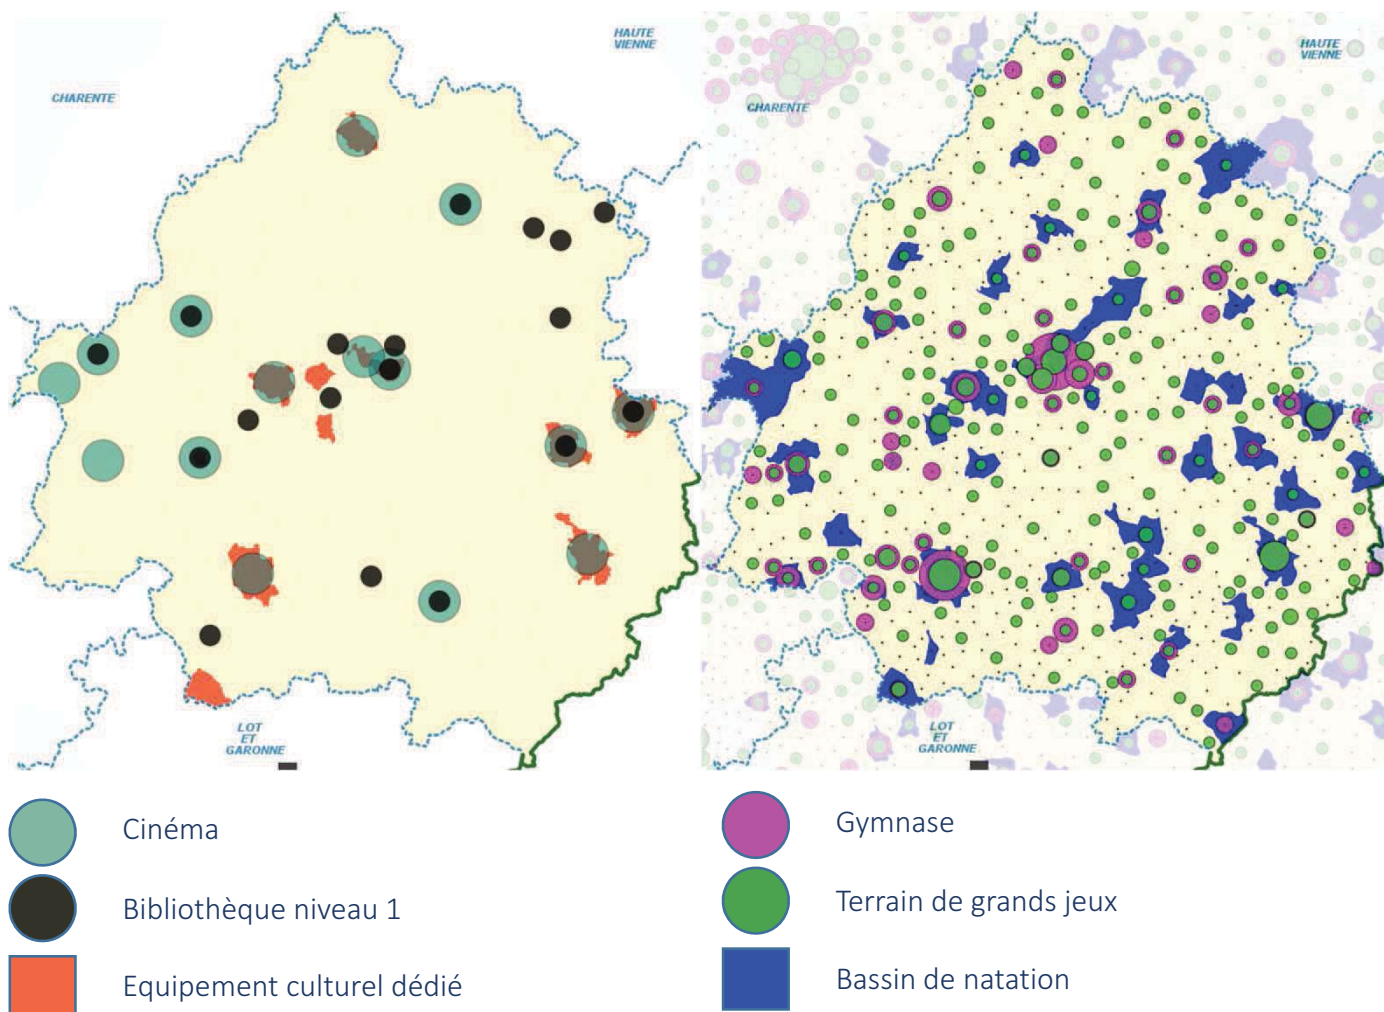 HAUTE
VIENNE
CHARENTE
LOT
ET
GARONNE
HAUTE
VIENNE
CHARENTE
LOT
ET
GARONNE
Cinéma
Bibliothèque niveau 1
Equipement culturel dédié
Gymnase
Terrain de grands jeux
Bassin de natation